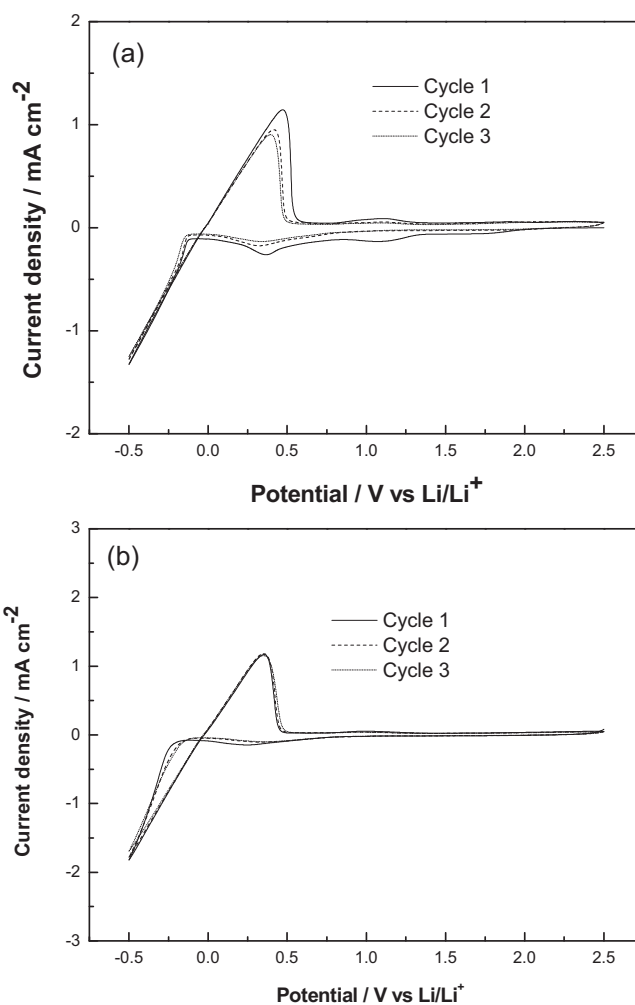 (a)
Cycle 1
Cycle 2
Cycle 3
2
1
0
-1
-2
Current density / mA cm-2
-0.5 0.0 0.5 1.0 1.5 2.0 2.5
Potential / V vs Li/Li+
(b)
Cycle 1
Cycle 2
Cycle 3
3
2
1
0
-1
-2
-3
Current density / mA cm-2
-0.5 0.0 0.5 1.0 1.5 2.0 2.5
Potential / V vs Li/Li+